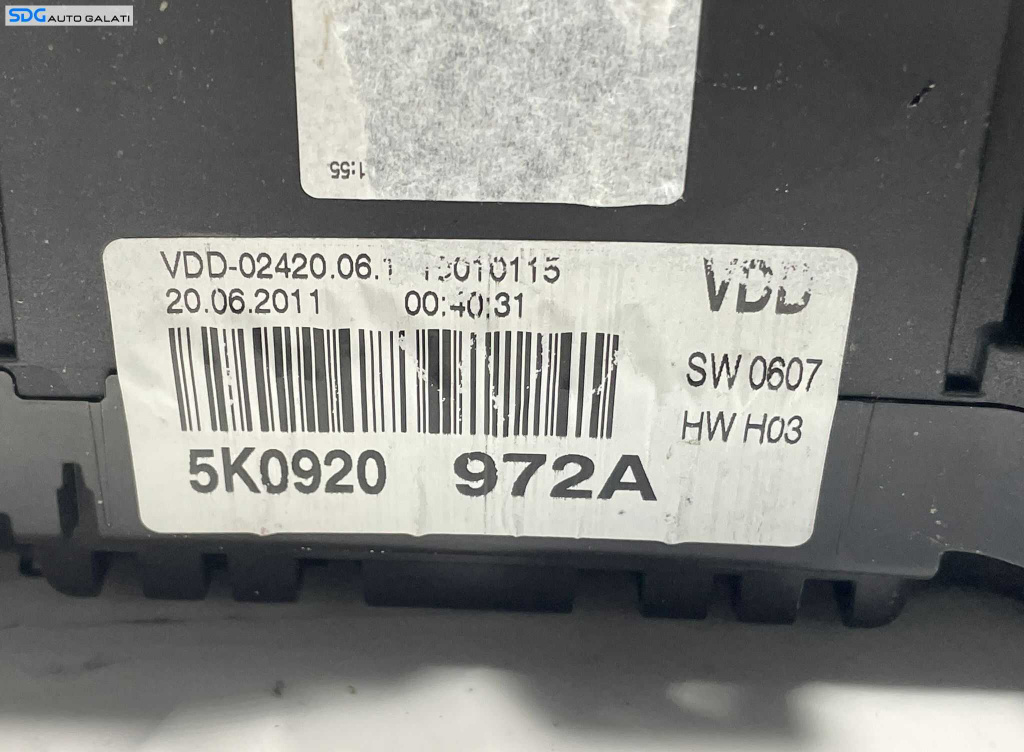 SDG AUTO GALATI
1:55
VDD-02420.06.1
20.06.2011 00:40:31
VDD
SW 0607
HW H03
5K0920 972A